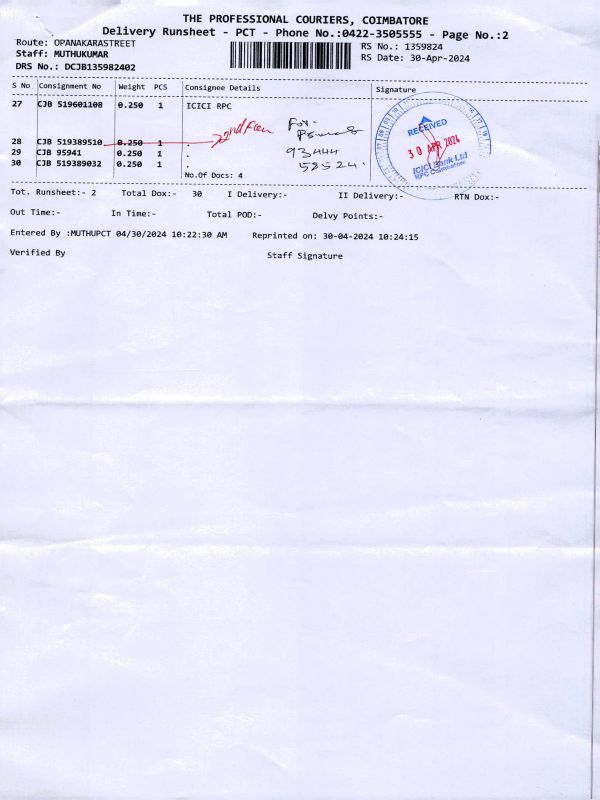 THE PROFESSIONAL COURIERS, COIMBATORE
Delivery Runsheet - PCT - Phone No.:0422-3505555 - Page No.:2
Route: OPANAKARASTREET
RS No.: 1359824
Staff: MUTHUKUMAR
RS Date: 30-Apr-2024
DRS No.: DCJB135982402
S No Consignment No Weight PCS Consignee Details Signature
27 CJB 519601108 0.250 1 ICICI RPC
28 CJB 519389510 0.250 1 .
29 CJB 95941 0.250 1 .
30 CJB 519389032 0.250 1 .
93444
58524.
RECEIVED
30 APR 2024
ICICI Bank Ltd
RPC Coimbatore
No.Of Docs: 4
Tot. Runsheet:- 2 Total Dox:- 30 I Delivery:- II Delivery:- RTN Dox:-
Out Time:- In Time:- Total POD:- Delvy Points:-
Entered By :MUTHUPCT 04/30/2024 10:22:30 AM Reprinted on: 30-04-2024 10:24:15
Verified By Staff Signature